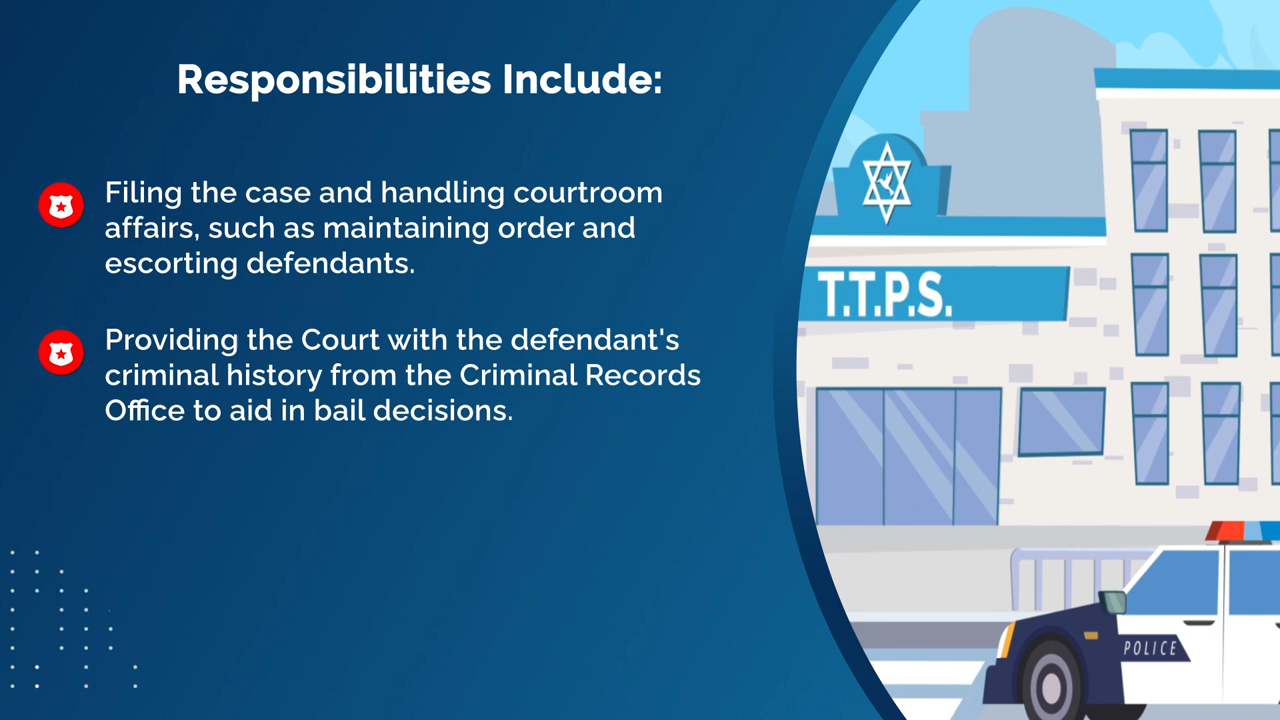 Responsibilities Include:
Filing the case and handling courtroom
affairs, such as maintaining order and
escorting defendants.
Providing the Court with the defendant's
criminal history from the Criminal Records
Office to aid in bail decisions.
T.T.P.S.
POLICE